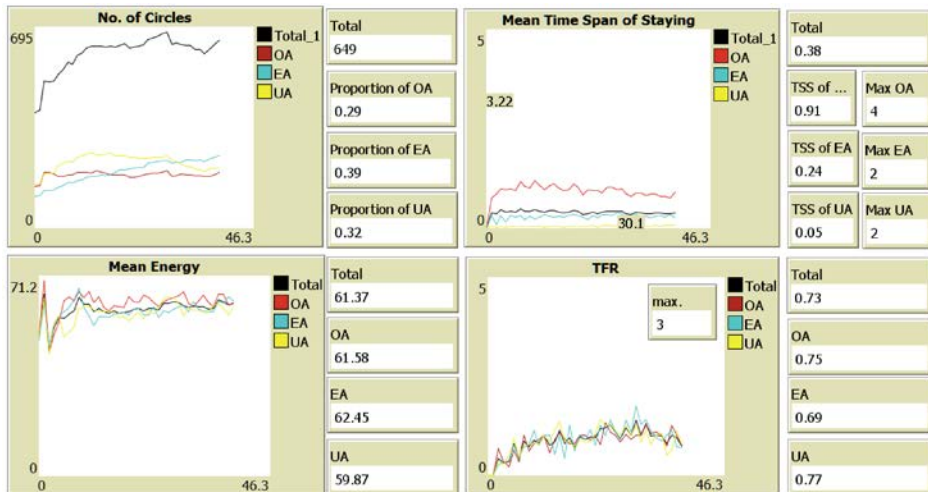 No. of Circles
695
0
0
46.3
Total_1
OA
EA
UA
Total
649
Proportion of OA
0.29
Proportion of EA
0.39
Proportion of UA
0.32
Mean Time Span of Staying
5
3.22
30.1
0
0
46.3
Total_1
OA
EA
UA
Total
0.38
TSS of ...
0.91
Max OA
4
TSS of EA
0.24
Max EA
2
TSS of UA
0.05
Max UA
2
Mean Energy
71.2
0
0
46.3
Total
OA
EA
UA
Total
61.37
OA
61.58
EA
62.45
UA
59.87
TFR
5
max.
3
0
0
46.3
Total
OA
EA
UA
Total
0.73
OA
0.75
EA
0.69
UA
0.77